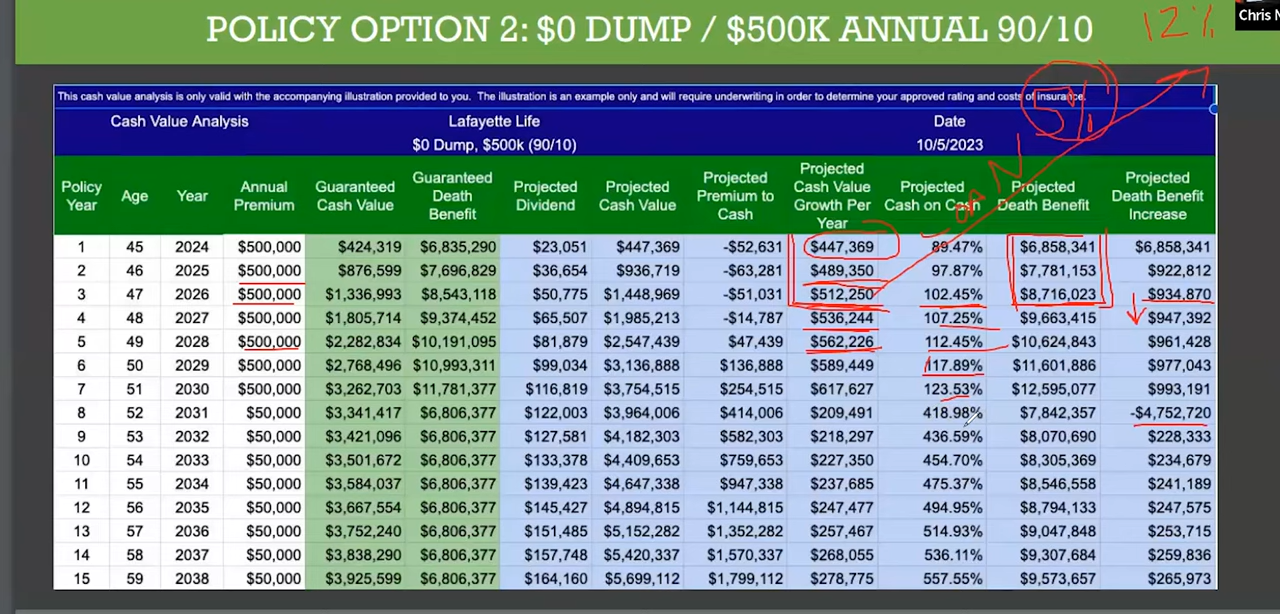 POLICY OPTION 2: $0 DUMP / $500K ANNUAL 90/10
12%
Chris
This cash value analysis is only valid with the accompanying illustration provided to you. The illustration is an example only and will require underwriting in order to determine your approved rating and costs of insurance.
5%
Cash Value Analysis Lafayette Life Date
$0 Dump, $500k (90/10) 10/5/2023
LOAN
Policy Year Age Year Annual Premium Guaranteed Cash Value Guaranteed Death Benefit Projected Dividend Projected Cash Value Projected Premium to Cash Projected Cash Value Growth Per Year Projected Cash on Cash Projected Death Benefit Projected Death Benefit Increase
1 45 2024 $500,000 $424,319 $6,835,290 $23,051 $447,369 -$52,631 $447,369 89.47% $6,858,341 $6,858,341
2 46 2025 $500,000 $876,599 $7,696,829 $36,654 $936,719 -$63,281 $489,350 97.87% $7,781,153 $922,812
3 47 2026 $500,000 $1,336,993 $8,543,118 $50,775 $1,448,969 -$51,031 $512,250 102.45% $8,716,023 $934,870
4 48 2027 $500,000 $1,805,714 $9,374,452 $65,507 $1,985,213 -$14,787 $536,244 107.25% $9,663,415 $947,392
5 49 2028 $500,000 $2,282,834 $10,191,095 $81,879 $2,547,439 $47,439 $562,226 112.45% $10,624,843 $961,428
6 50 2029 $500,000 $2,768,496 $10,993,311 $99,034 $3,136,888 $136,888 $589,449 117.89% $11,601,886 $977,043
7 51 2030 $500,000 $3,262,703 $11,781,377 $116,819 $3,754,515 $254,515 $617,627 123.53% $12,595,077 $993,191
8 52 2031 $50,000 $3,341,417 $6,806,377 $122,003 $3,964,006 $414,006 $209,491 418.98% $7,842,357 -$4,752,720
9 53 2032 $50,000 $3,421,096 $6,806,377 $127,581 $4,182,303 $582,303 $218,297 436.59% $8,070,690 $228,333
10 54 2033 $50,000 $3,501,672 $6,806,377 $133,378 $4,409,653 $759,653 $227,350 454.70% $8,305,369 $234,679
11 55 2034 $50,000 $3,584,037 $6,806,377 $139,423 $4,647,338 $947,338 $237,685 475.37% $8,546,558 $241,189
12 56 2035 $50,000 $3,667,554 $6,806,377 $145,427 $4,894,815 $1,144,815 $247,477 494.95% $8,794,133 $247,575
13 57 2036 $50,000 $3,752,240 $6,806,377 $151,485 $5,152,282 $1,352,282 $257,467 514.93% $9,047,848 $253,715
14 58 2037 $50,000 $3,838,290 $6,806,377 $157,748 $5,420,337 $1,570,337 $268,055 536.11% $9,307,684 $259,836
15 59 2038 $50,000 $3,925,599 $6,806,377 $164,160 $5,699,112 $1,799,112 $278,775 557.55% $9,573,657 $265,973